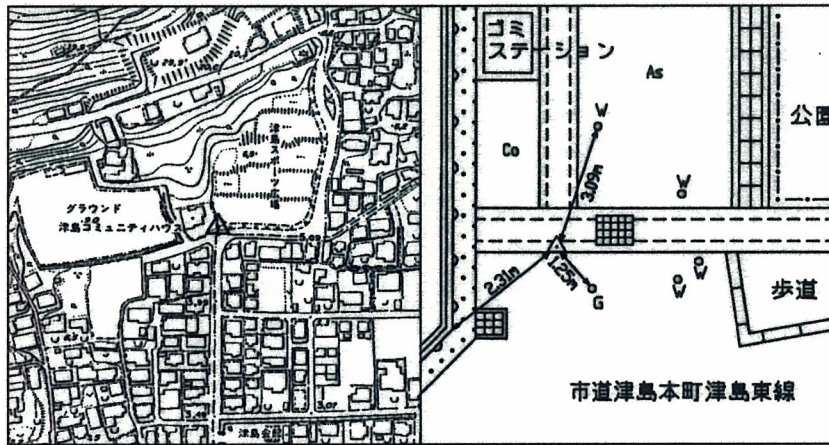 グラウンド
津島コミュニティハウス
津島スポーツ広場
津島会館
ゴミ
ステーション
As
公園
Co
W
3.09m
W
2.31m
1.25m
G
W
W
歩道
市道津島本町津島東線